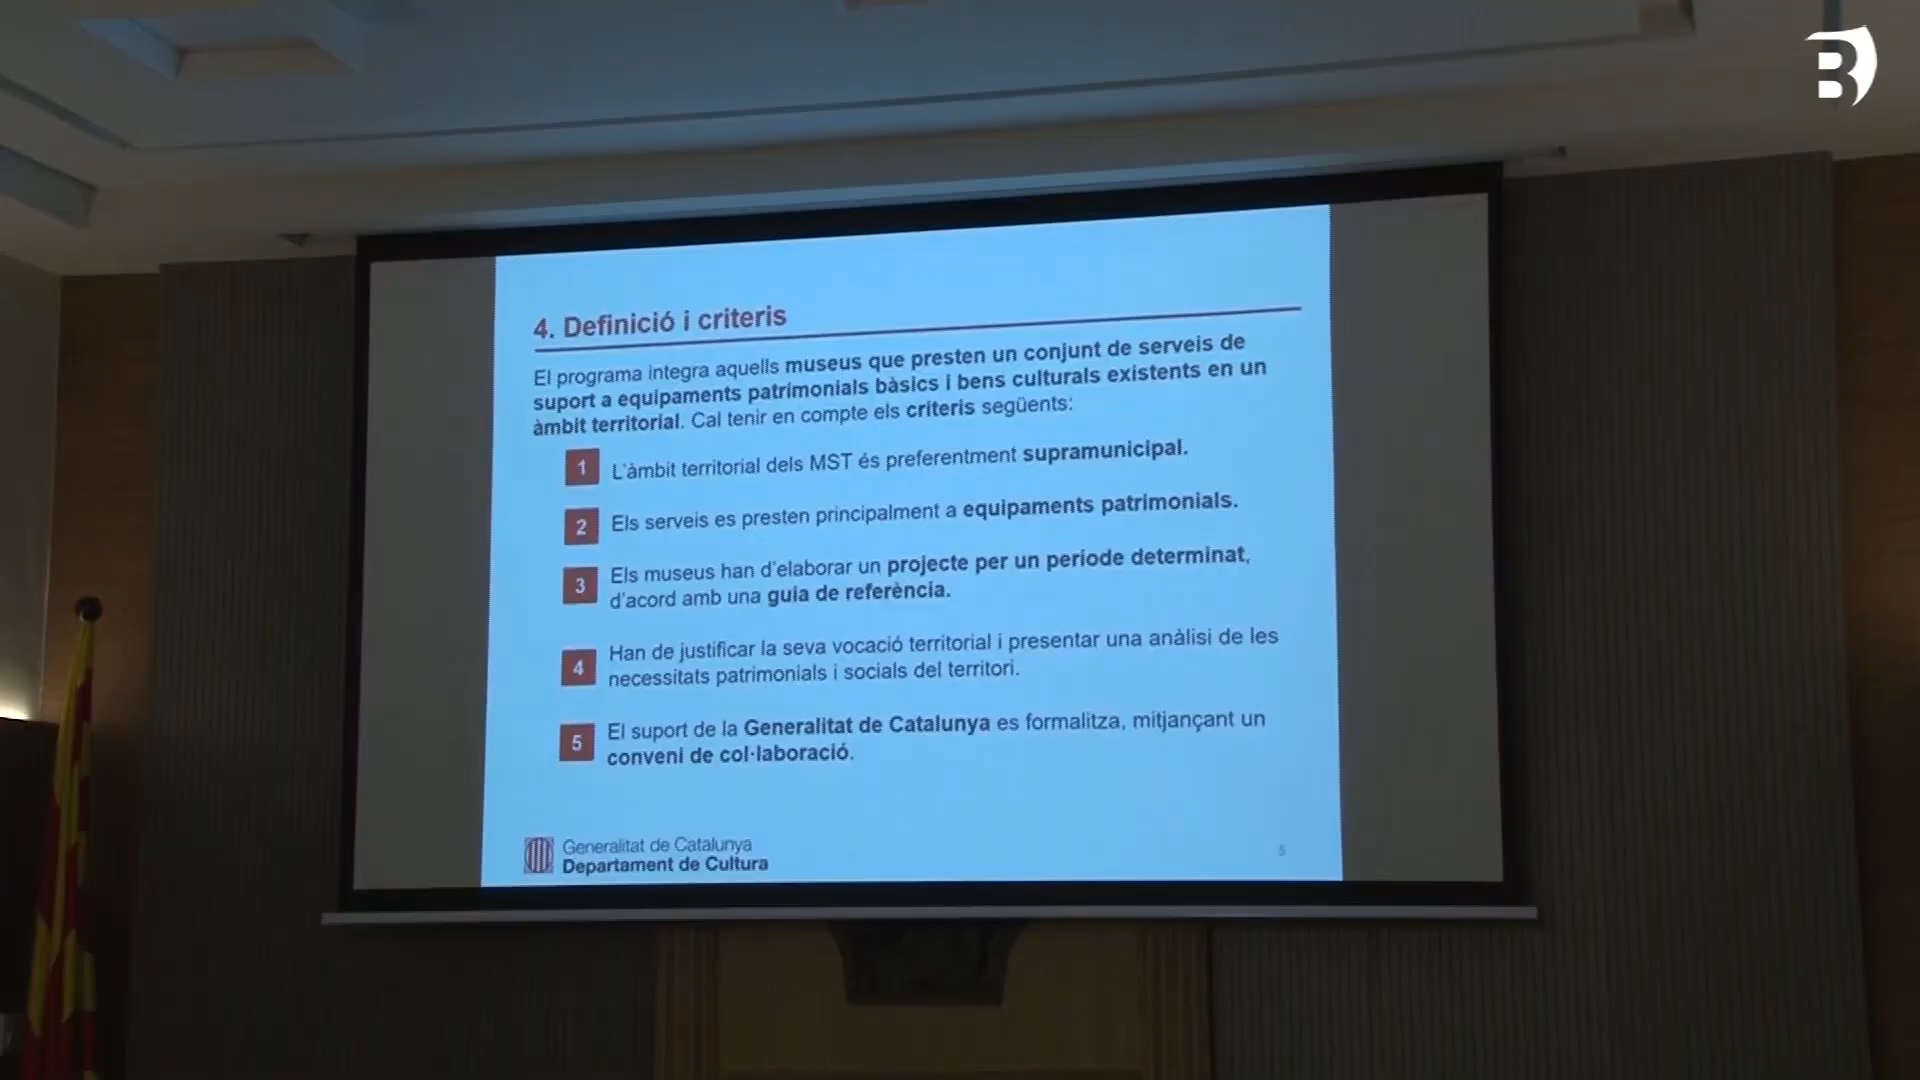 B
4. Definició i criteris
El programa integra aquells museus que presten un conjunt de serveis de
suport a equipaments patrimonials bàsics i bens culturals existents en un
àmbit territorial. Cal tenir en compte els criteris següents:
1 L'àmbit territorial dels MST és preferentment supramunicipal.
2 Els serveis es presten principalment a equipaments patrimonials.
3 Els museus han d'elaborar un projecte per un periode determinat,
d'acord amb una guia de referència.
4 Han de justificar la seva vocació territorial i presentar una anàlisi de les
necessitats patrimonials i socials del territori.
5 El suport de la Generalitat de Catalunya es formalitza, mitjançant un
conveni de col·laboració.
Generalitat de Catalunya
Departament de Cultura
5